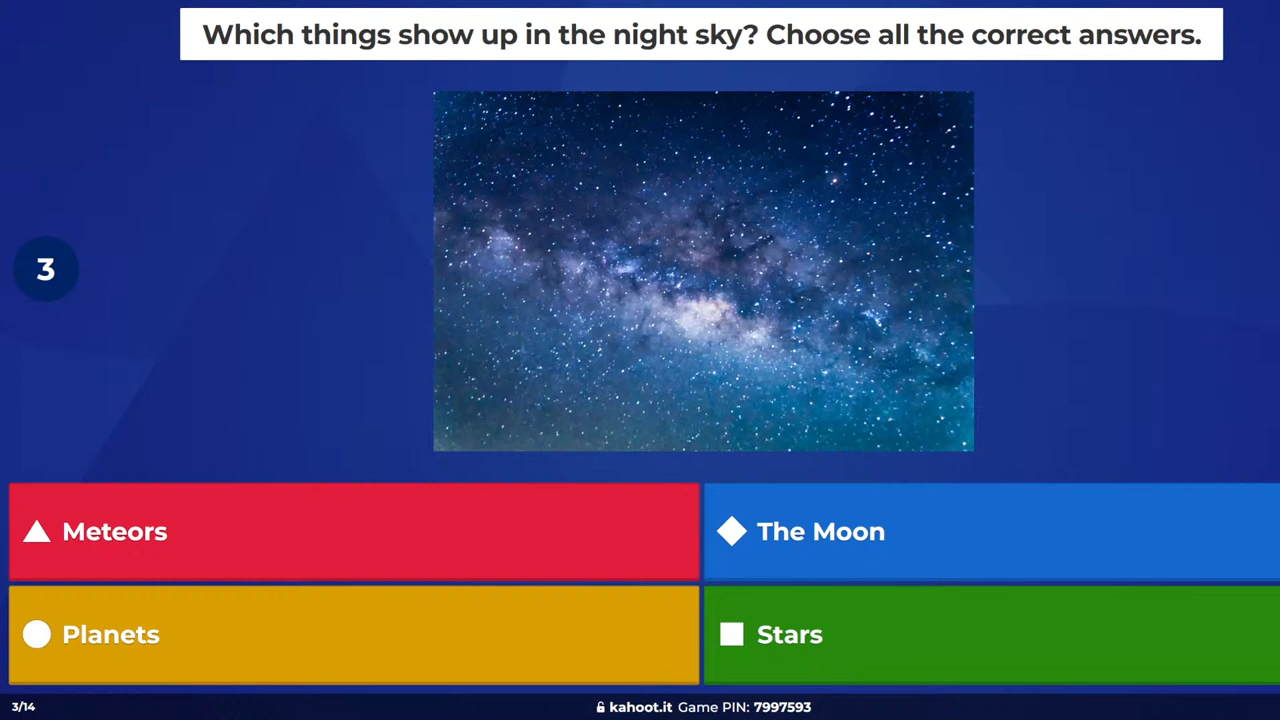 Which things show up in the night sky? Choose all the correct answers.
3
Meteors
The Moon
Planets
Stars
3/14
kahoot.it Game PIN: 7997593